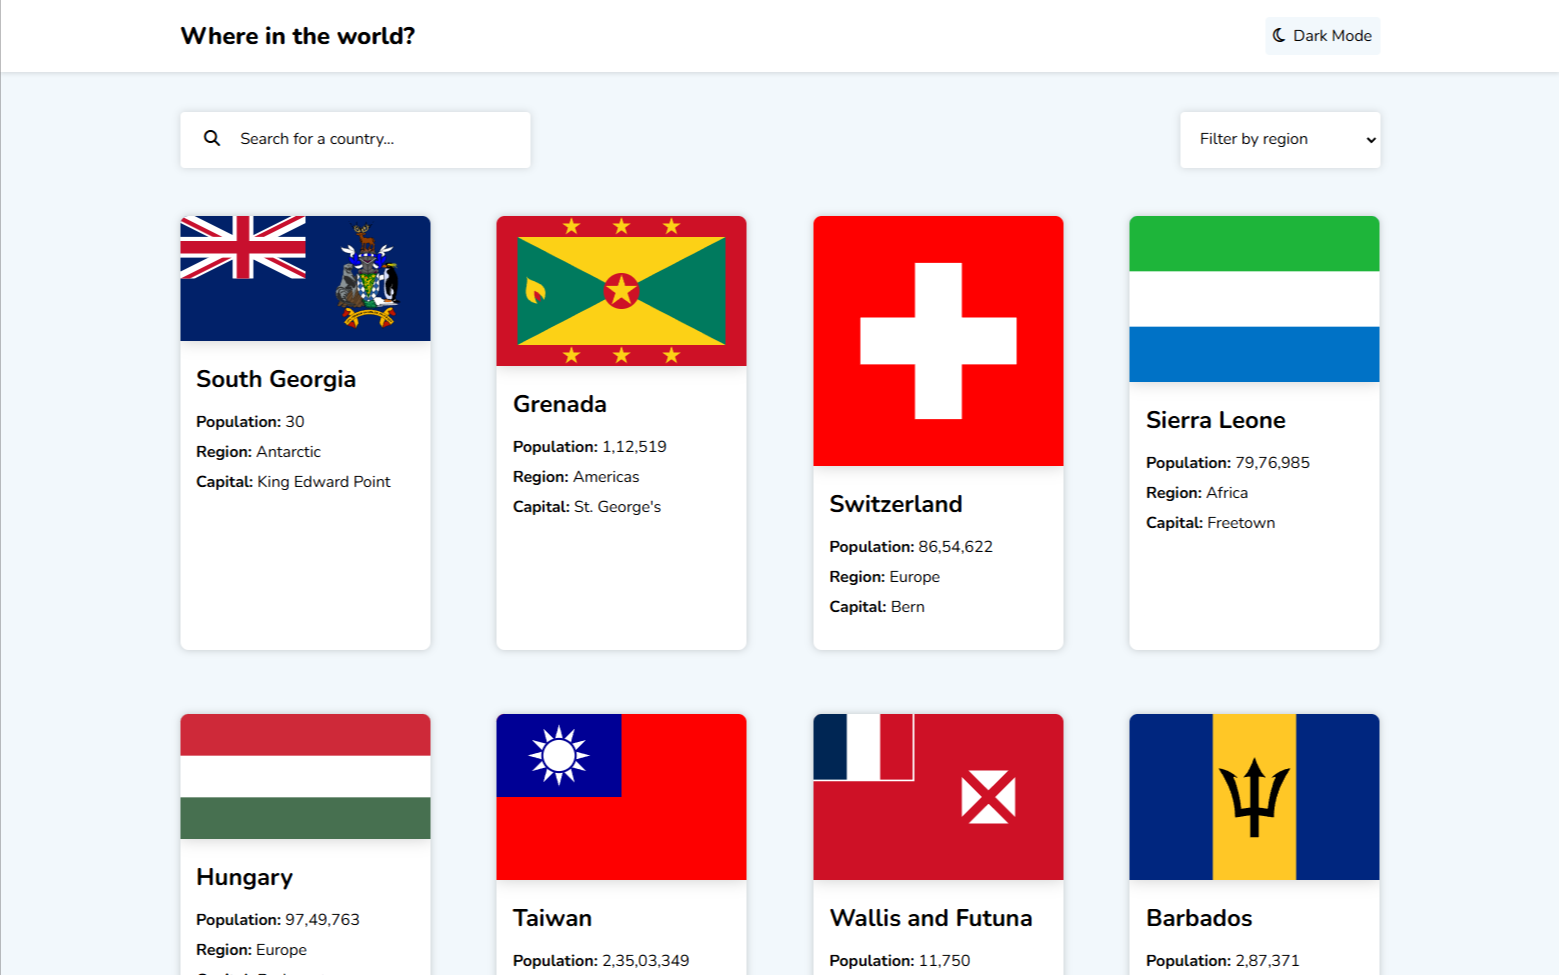 Where in the world?
Dark Mode
Search for a country...
Filter by region
South Georgia
Population: 30
Region: Antarctic
Capital: King Edward Point
Grenada
Population: 1,12,519
Region: Americas
Capital: St. George's
Switzerland
Population: 86,54,622
Region: Europe
Capital: Bern
Sierra Leone
Population: 79,76,985
Region: Africa
Capital: Freetown
Hungary
Population: 97,49,763
Region: Europe
Taiwan
Population: 2,35,03,349
Wallis and Futuna
Population: 11,750
Barbados
Population: 2,87,371